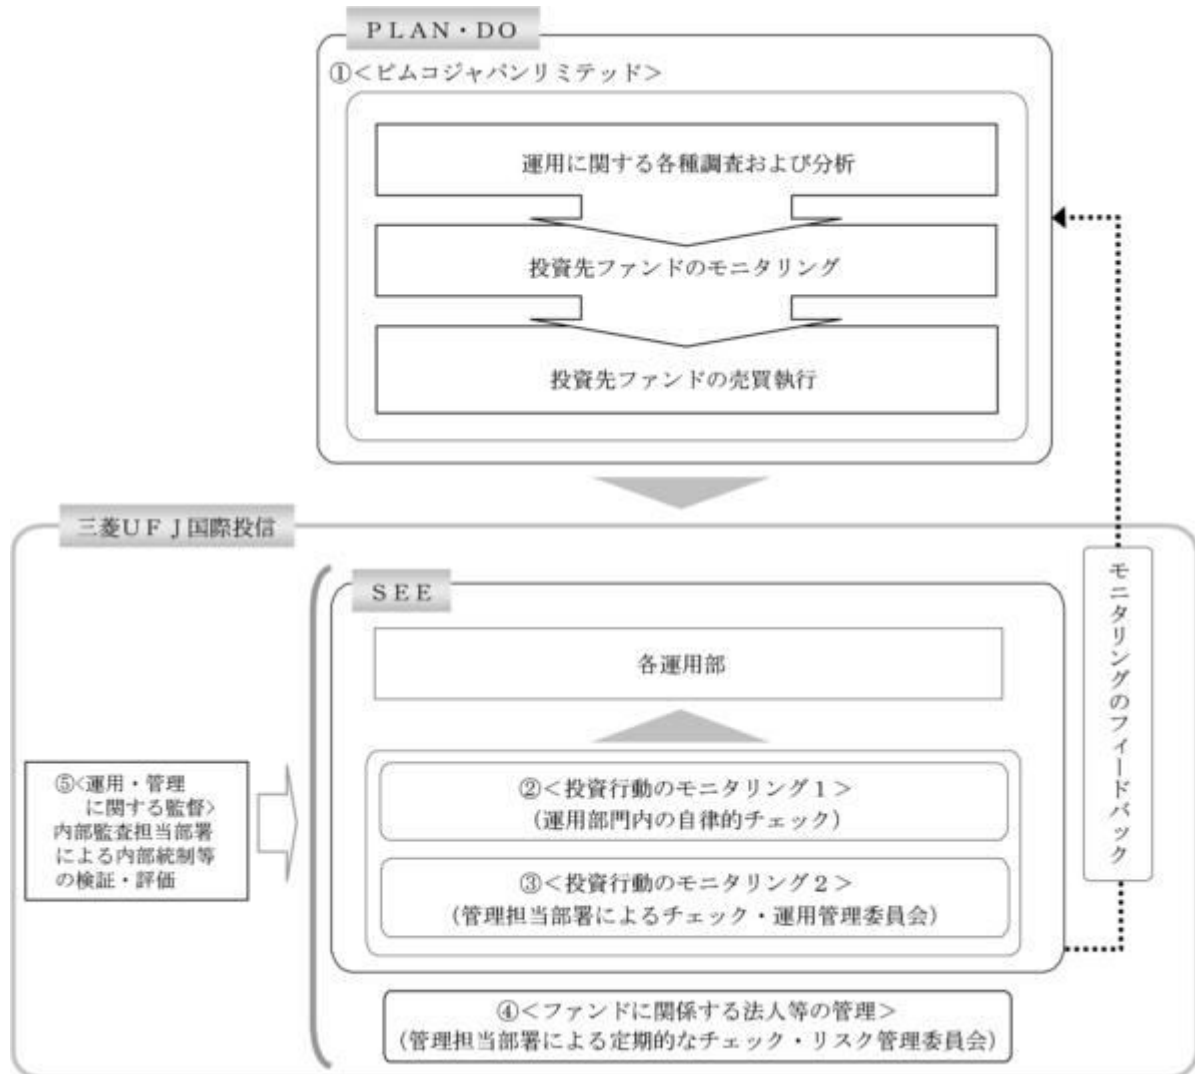 ＰＬＡＮ・ＤＯ
①＜ピムコジャパンリミテッド＞
運用に関する各種調査および分析
投資先ファンドのモニタリング
投資先ファンドの売買執行
三菱ＵＦＪ国際投信
ＳＥＥ
各運用部
②＜投資行動のモニタリング１＞
（運用部門内の自律的チェック）
③＜投資行動のモニタリング２＞
（管理担当部署によるチェック・運用管理委員会）
④＜ファンドに関係する法人等の管理＞
（管理担当部署による定期的なチェック・リスク管理委員会）
⑤<運用・管理
に関する監督>
内部監査担当部署
による内部統制等
の検証・評価
モニタリングのフィードバック